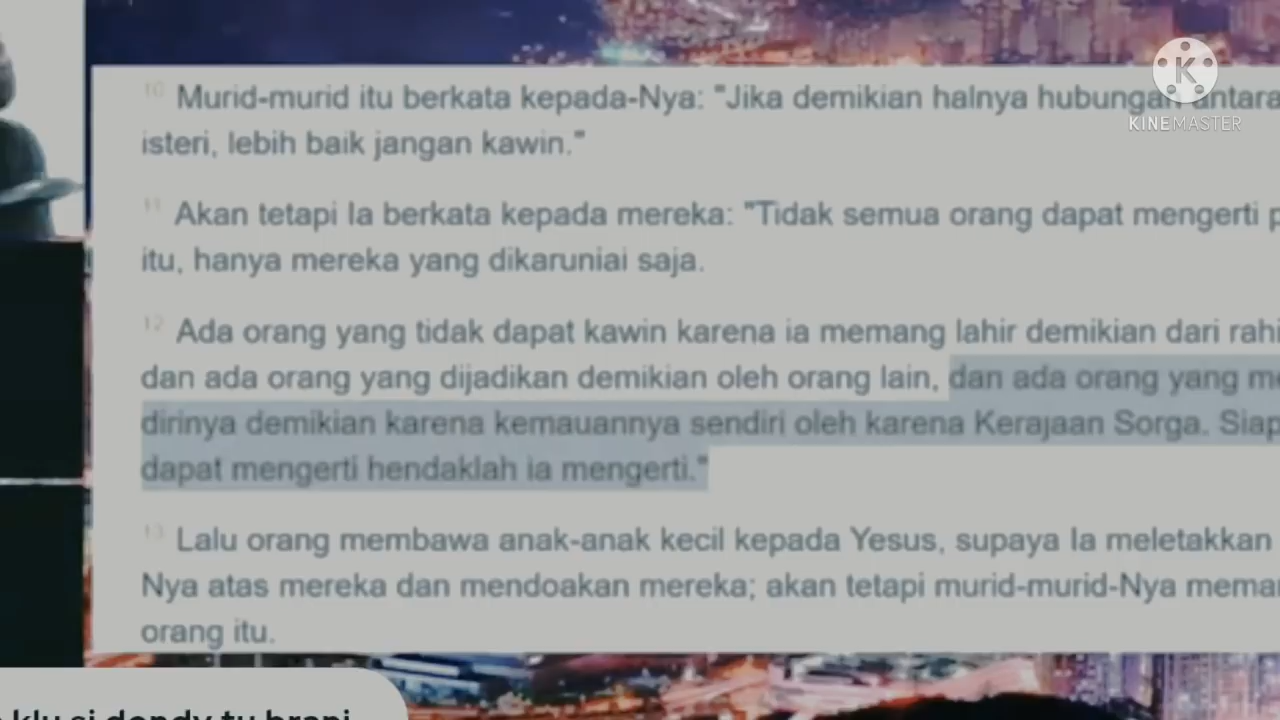 10 Murid-murid itu berkata kepada-Nya: "Jika demikian halnya hubungan antara
isteri, lebih baik jangan kawin."
11 Akan tetapi Ia berkata kepada mereka: "Tidak semua orang dapat mengerti
itu, hanya mereka yang dikaruniai saja.
12 Ada orang yang tidak dapat kawin karena ia memang lahir demikian dari
dan ada orang yang dijadikan demikian oleh orang lain, dan ada orang yang
dirinya demikian karena kemauannya sendiri oleh karena Kerajaan Sorga.
dapat mengerti hendaklah ia mengerti."
13 Lalu orang membawa anak-anak kecil kepada Yesus, supaya Ia meletakkan
Nya atas mereka dan mendoakan mereka; akan tetapi murid-murid-Nya
orang itu.
KINEMASTER
klu si dondy tu brani